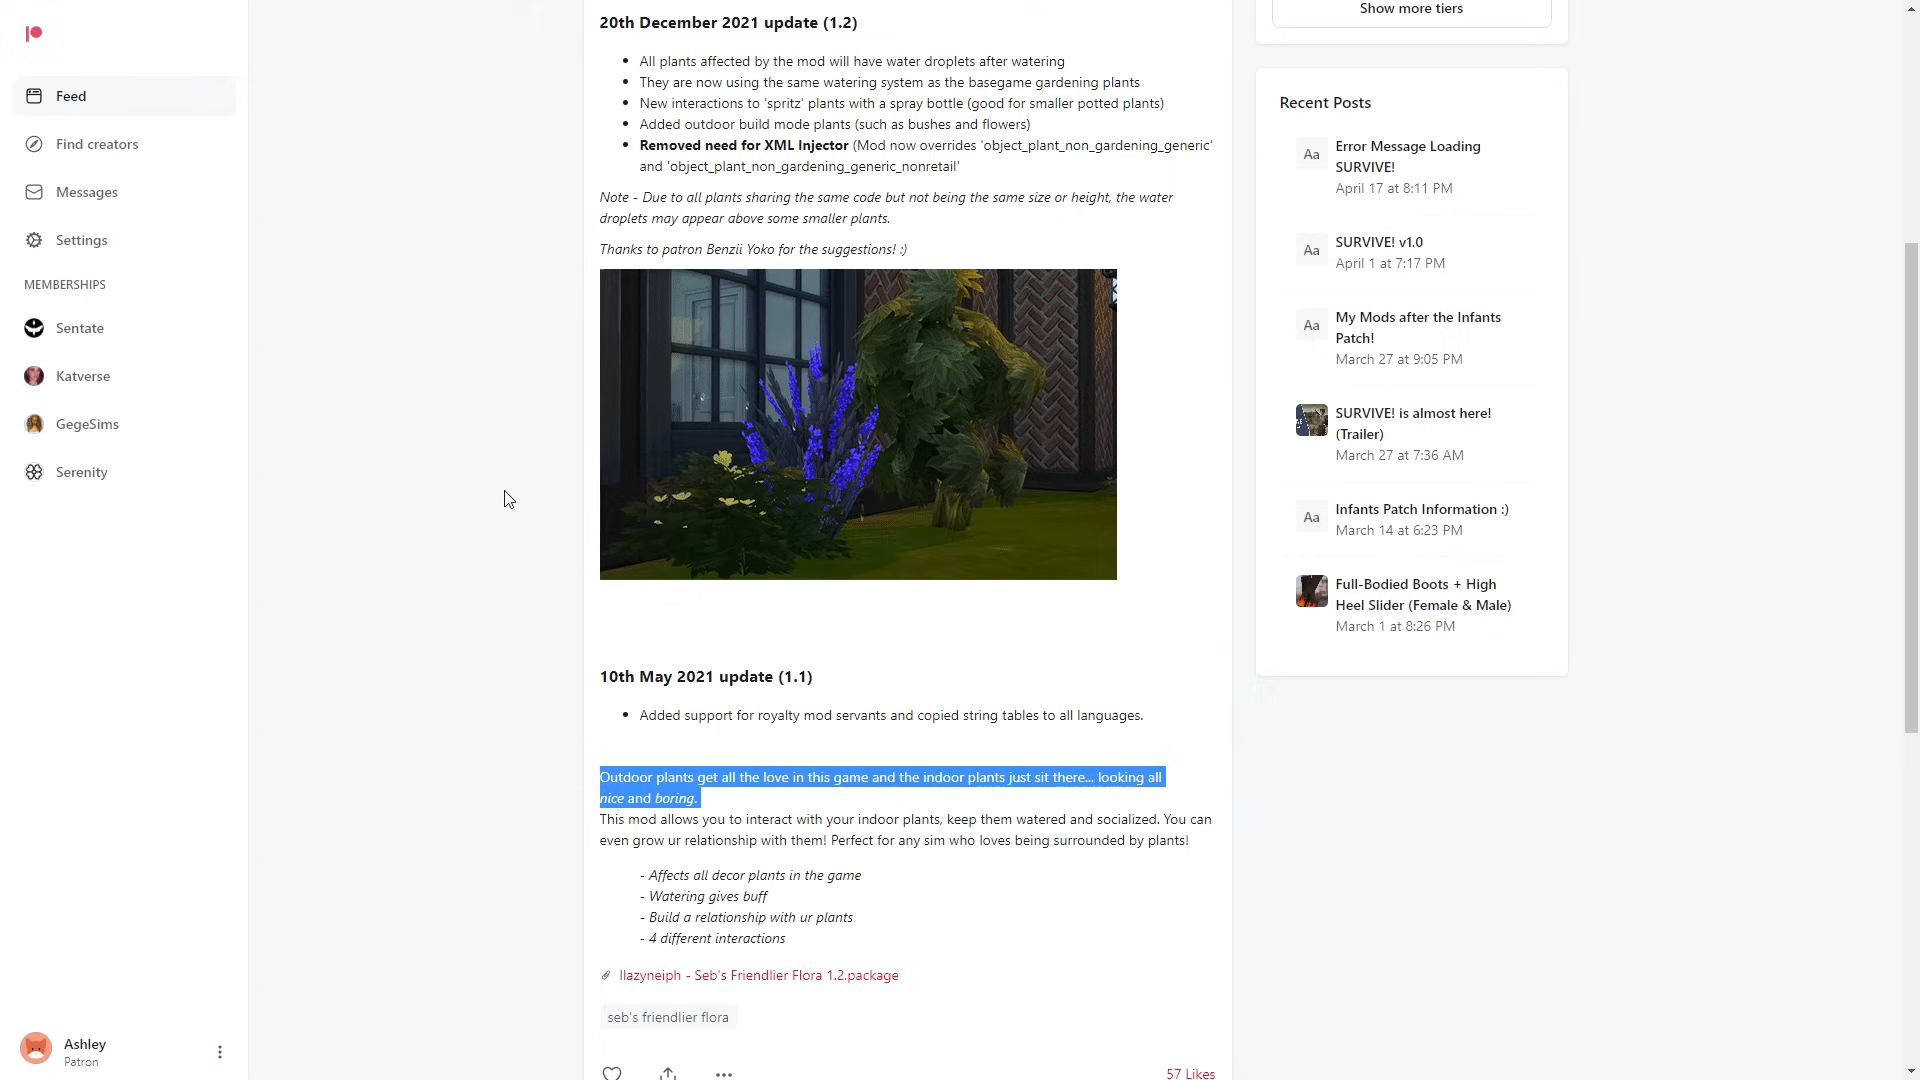 Feed
Find creators
Messages
Settings
MEMBERSHIPS
Sentate
Katverse
GegeSims
Serenity
Ashley
Patron
20th December 2021 update (1.2)
All plants affected by the mod will have water droplets after watering
They are now using the same watering system as the basegame gardening plants
New interactions to 'spritz' plants with a spray bottle (good for smaller potted plants)
Added outdoor build mode plants (such as bushes and flowers)
Removed need for XML Injector (Mod now overrides 'object_plant_non_gardening_generic'
and 'object_plant_non_gardening_generic_nonretail'
Note - Due to all plants sharing the same code but not being the same size or height, the water
droplets may appear above some smaller plants.
Thanks to patron Benzii Yoko for the suggestions! :)
10th May 2021 update (1.1)
Added support for royalty mod servants and copied string tables to all languages.
Outdoor plants get all the love in this game and the indoor plants just sit there... looking all
nice and boring.
This mod allows you to interact with your indoor plants, keep them watered and socialized. You can
even grow ur relationship with them! Perfect for any sim who loves being surrounded by plants!
- Affects all decor plants in the game
- Watering gives buff
- Build a relationship with ur plants
- 4 different interactions
llazyneiph - Seb's Friendlier Flora 1.2.package
seb's friendlier flora
57 Likes
Show more tiers
Recent Posts
Aa
Error Message Loading
SURVIVE!
April 17 at 8:11 PM
Aa
SURVIVE! v1.0
April 1 at 7:17 PM
Aa
My Mods after the Infants
Patch!
March 27 at 9:05 PM
SURVIVE! is almost here!
(Trailer)
March 27 at 7:36 AM
Aa
Infants Patch Information :)
March 14 at 6:23 PM
Full-Bodied Boots + High
Heel Slider (Female & Male)
March 1 at 8:26 PM